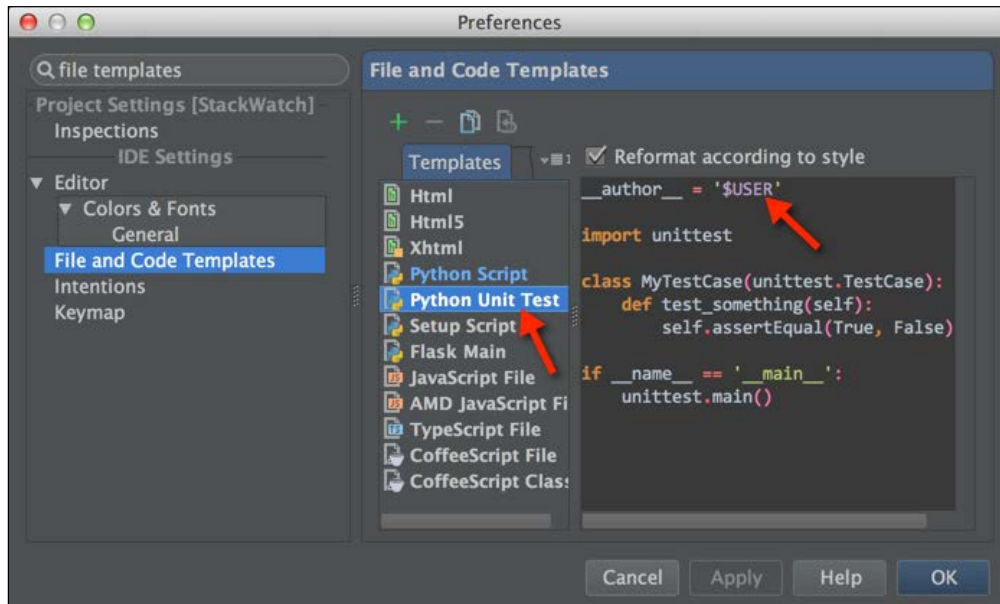 Preferences
file templates
Project Settings [StackWatch]
Inspections
IDE Settings
Editor
Colors & Fonts
General
File and Code Templates
Intentions
Keymap
File and Code Templates
Templates
Reformat according to style
Html
Html5
Xhtml
Python Script
Python Unit Test
Setup Script
Flask Main
JavaScript File
AMD JavaScript Fi
TypeScript File
CoffeeScript File
CoffeeScript Clas
__author__ = '$USER'
import unittest
class MyTestCase(unittest.TestCase):
    def test_something(self):
        self.assertEqual(True, False)
if __name__ == '__main__':
    unittest.main()
Cancel
Apply
Help
OK